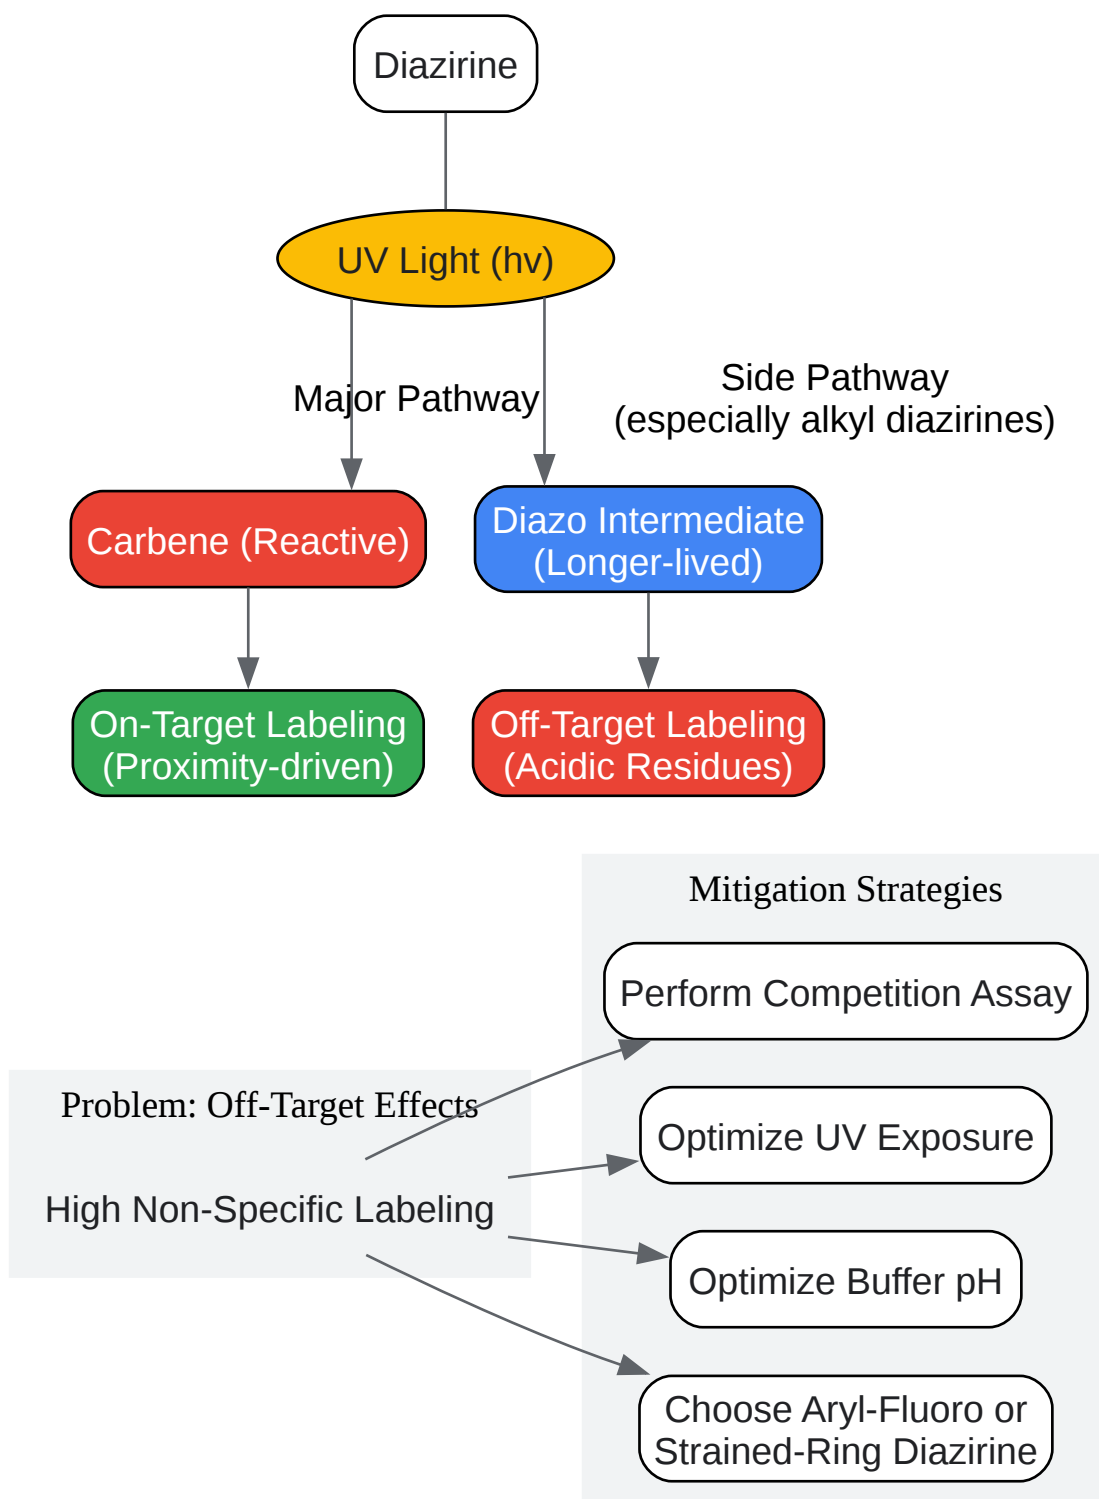 Diazirine
UV Light (hv)
Major Pathway
Side Pathway
(especially alkyl diazirines)
Carbene (Reactive)
Diazo Intermediate
(Longer-lived)
On-Target Labeling
(Proximity-driven)
Off-Target Labeling
(Acidic Residues)
Mitigation Strategies
Perform Competition Assay
Problem: Off-Target Effects
Optimize UV Exposure
High Non-Specific Labeling
Optimize Buffer pH
Choose Aryl-Fluoro or
Strained-Ring Diazirine